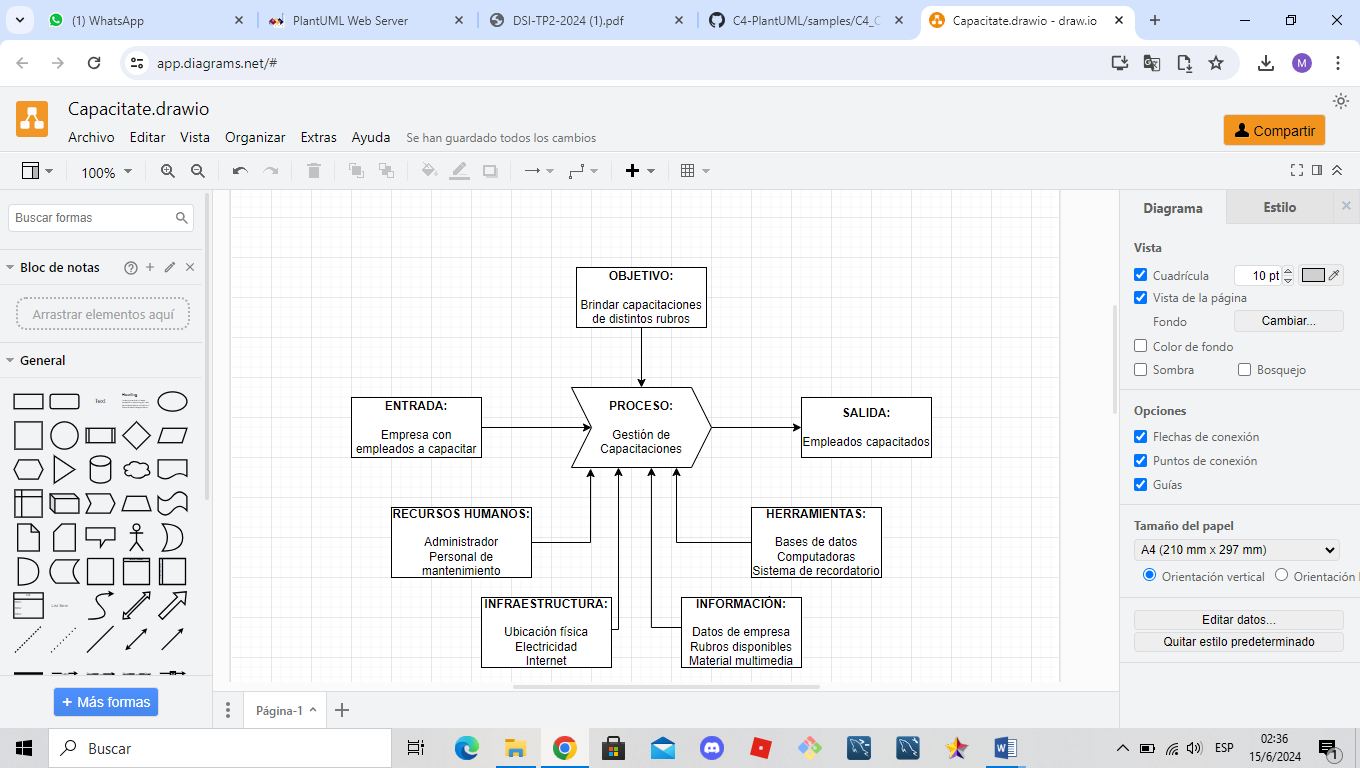 (1) WhatsApp
PlantUML Web Server
DSI-TP2-2024 (1).pdf
C4-PlantUML/samples/C4_C
Capacitate.drawio - draw.io
app.diagrams.net/#
M
Capacitate.drawio
Archivo Editar Vista Organizar Extras Ayuda Se han guardado todos los cambios
Compartir
100%
Buscar formas
Bloc de notas
Arrastrar elementos aquí
General
Text
Heading
List Item
+ Más formas
OBJETIVO:
Brindar capacitaciones
de distintos rubros
ENTRADA:
Empresa con
empleados a capacitar
PROCESO:
Gestión de
Capacitaciones
SALIDA:
Empleados capacitados
RECURSOS HUMANOS:
Administrador
Personal de
mantenimiento
HERRAMIENTAS:
Bases de datos
Computadoras
Sistema de recordatorio
INFRAESTRUCTURA:
Ubicación física
Electricidad
Internet
INFORMACIÓN:
Datos de empresa
Rubros disponibles
Material multimedia
Página-1
Diagrama Estilo
Vista
Cuadrícula 10 pt
Vista de la página
Fondo Cambiar...
Color de fondo
Sombra Bosquejo
Opciones
Flechas de conexión
Puntos de conexión
Guías
Tamaño del papel
A4 (210 mm x 297 mm)
Orientación vertical Orientación
Editar datos...
Quitar estilo predeterminado
Buscar
ESP
02:36
15/6/2024
1